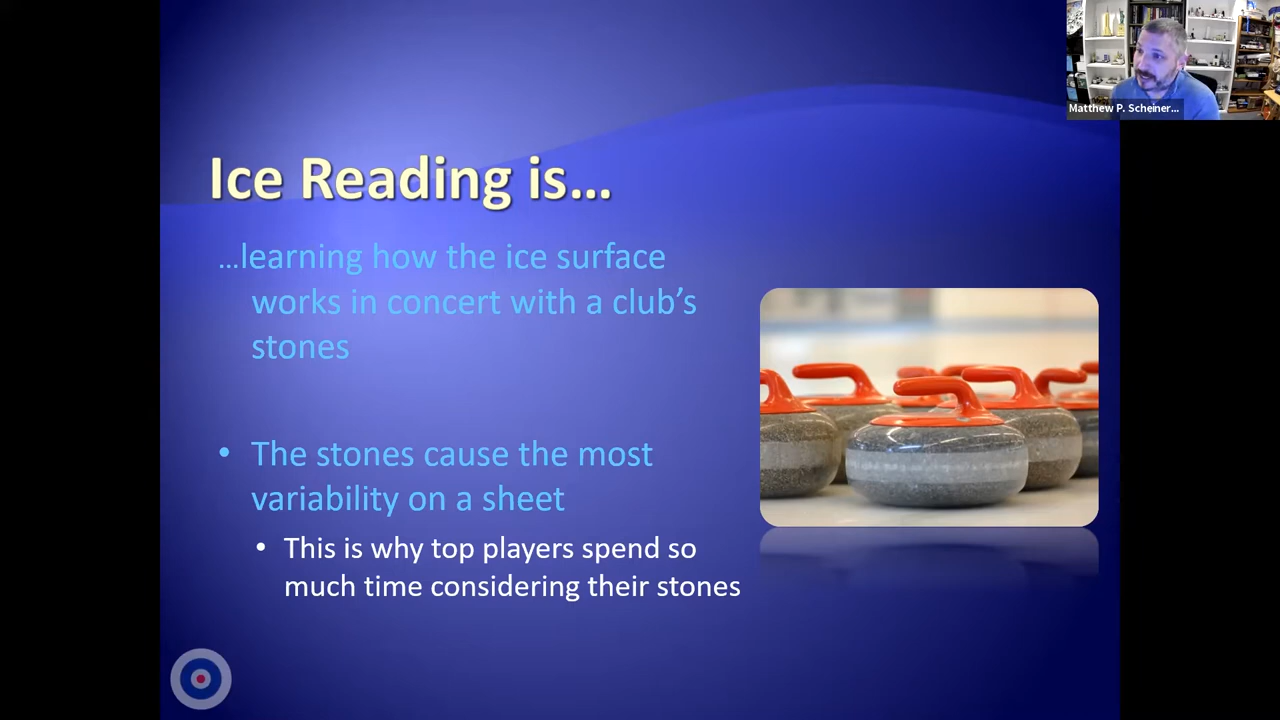 Matthew P. Scheiner...
Ice Reading is...
...learning how the ice surface
works in concert with a club’s
stones
• The stones cause the most
variability on a sheet
• This is why top players spend so
much time considering their stones